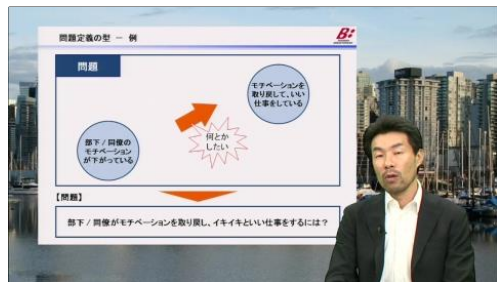 問題定義の型 － 例
B:
問題
モチベーションを
取り戻して、いい
仕事をしている
何とか
したい
部下 / 同僚の
モチベーション
が下がっている
【問題】
部下 / 同僚がモチベーションを取り戻し、イキイキといい仕事をするには？